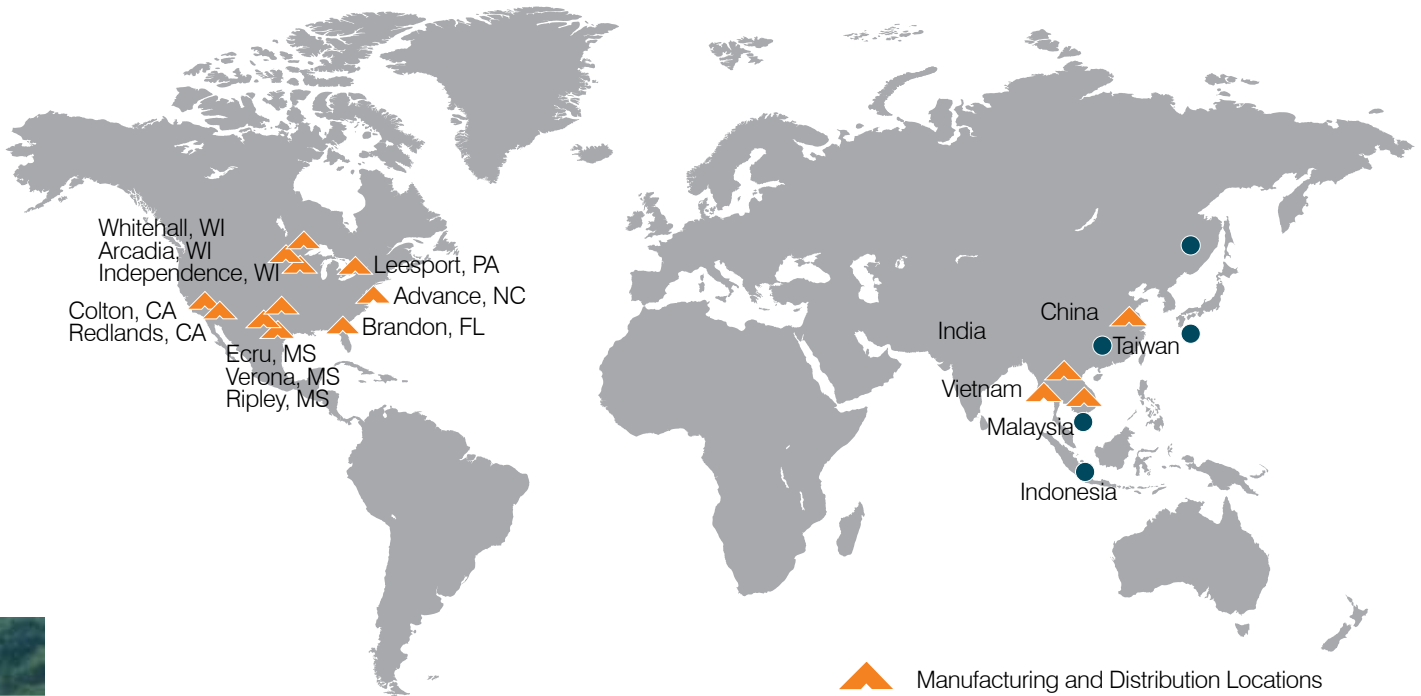 Whitehall, WI
Arcadia, WI
Independence, WI
Leesport, PA
Advance, NC
Colton, CA
Redlands, CA
Brandon, FL
Ecru, MS
Verona, MS
Ripley, MS
China
India
Taiwan
Vietnam
Malaysia
Indonesia
Manufacturing and Distribution Locations